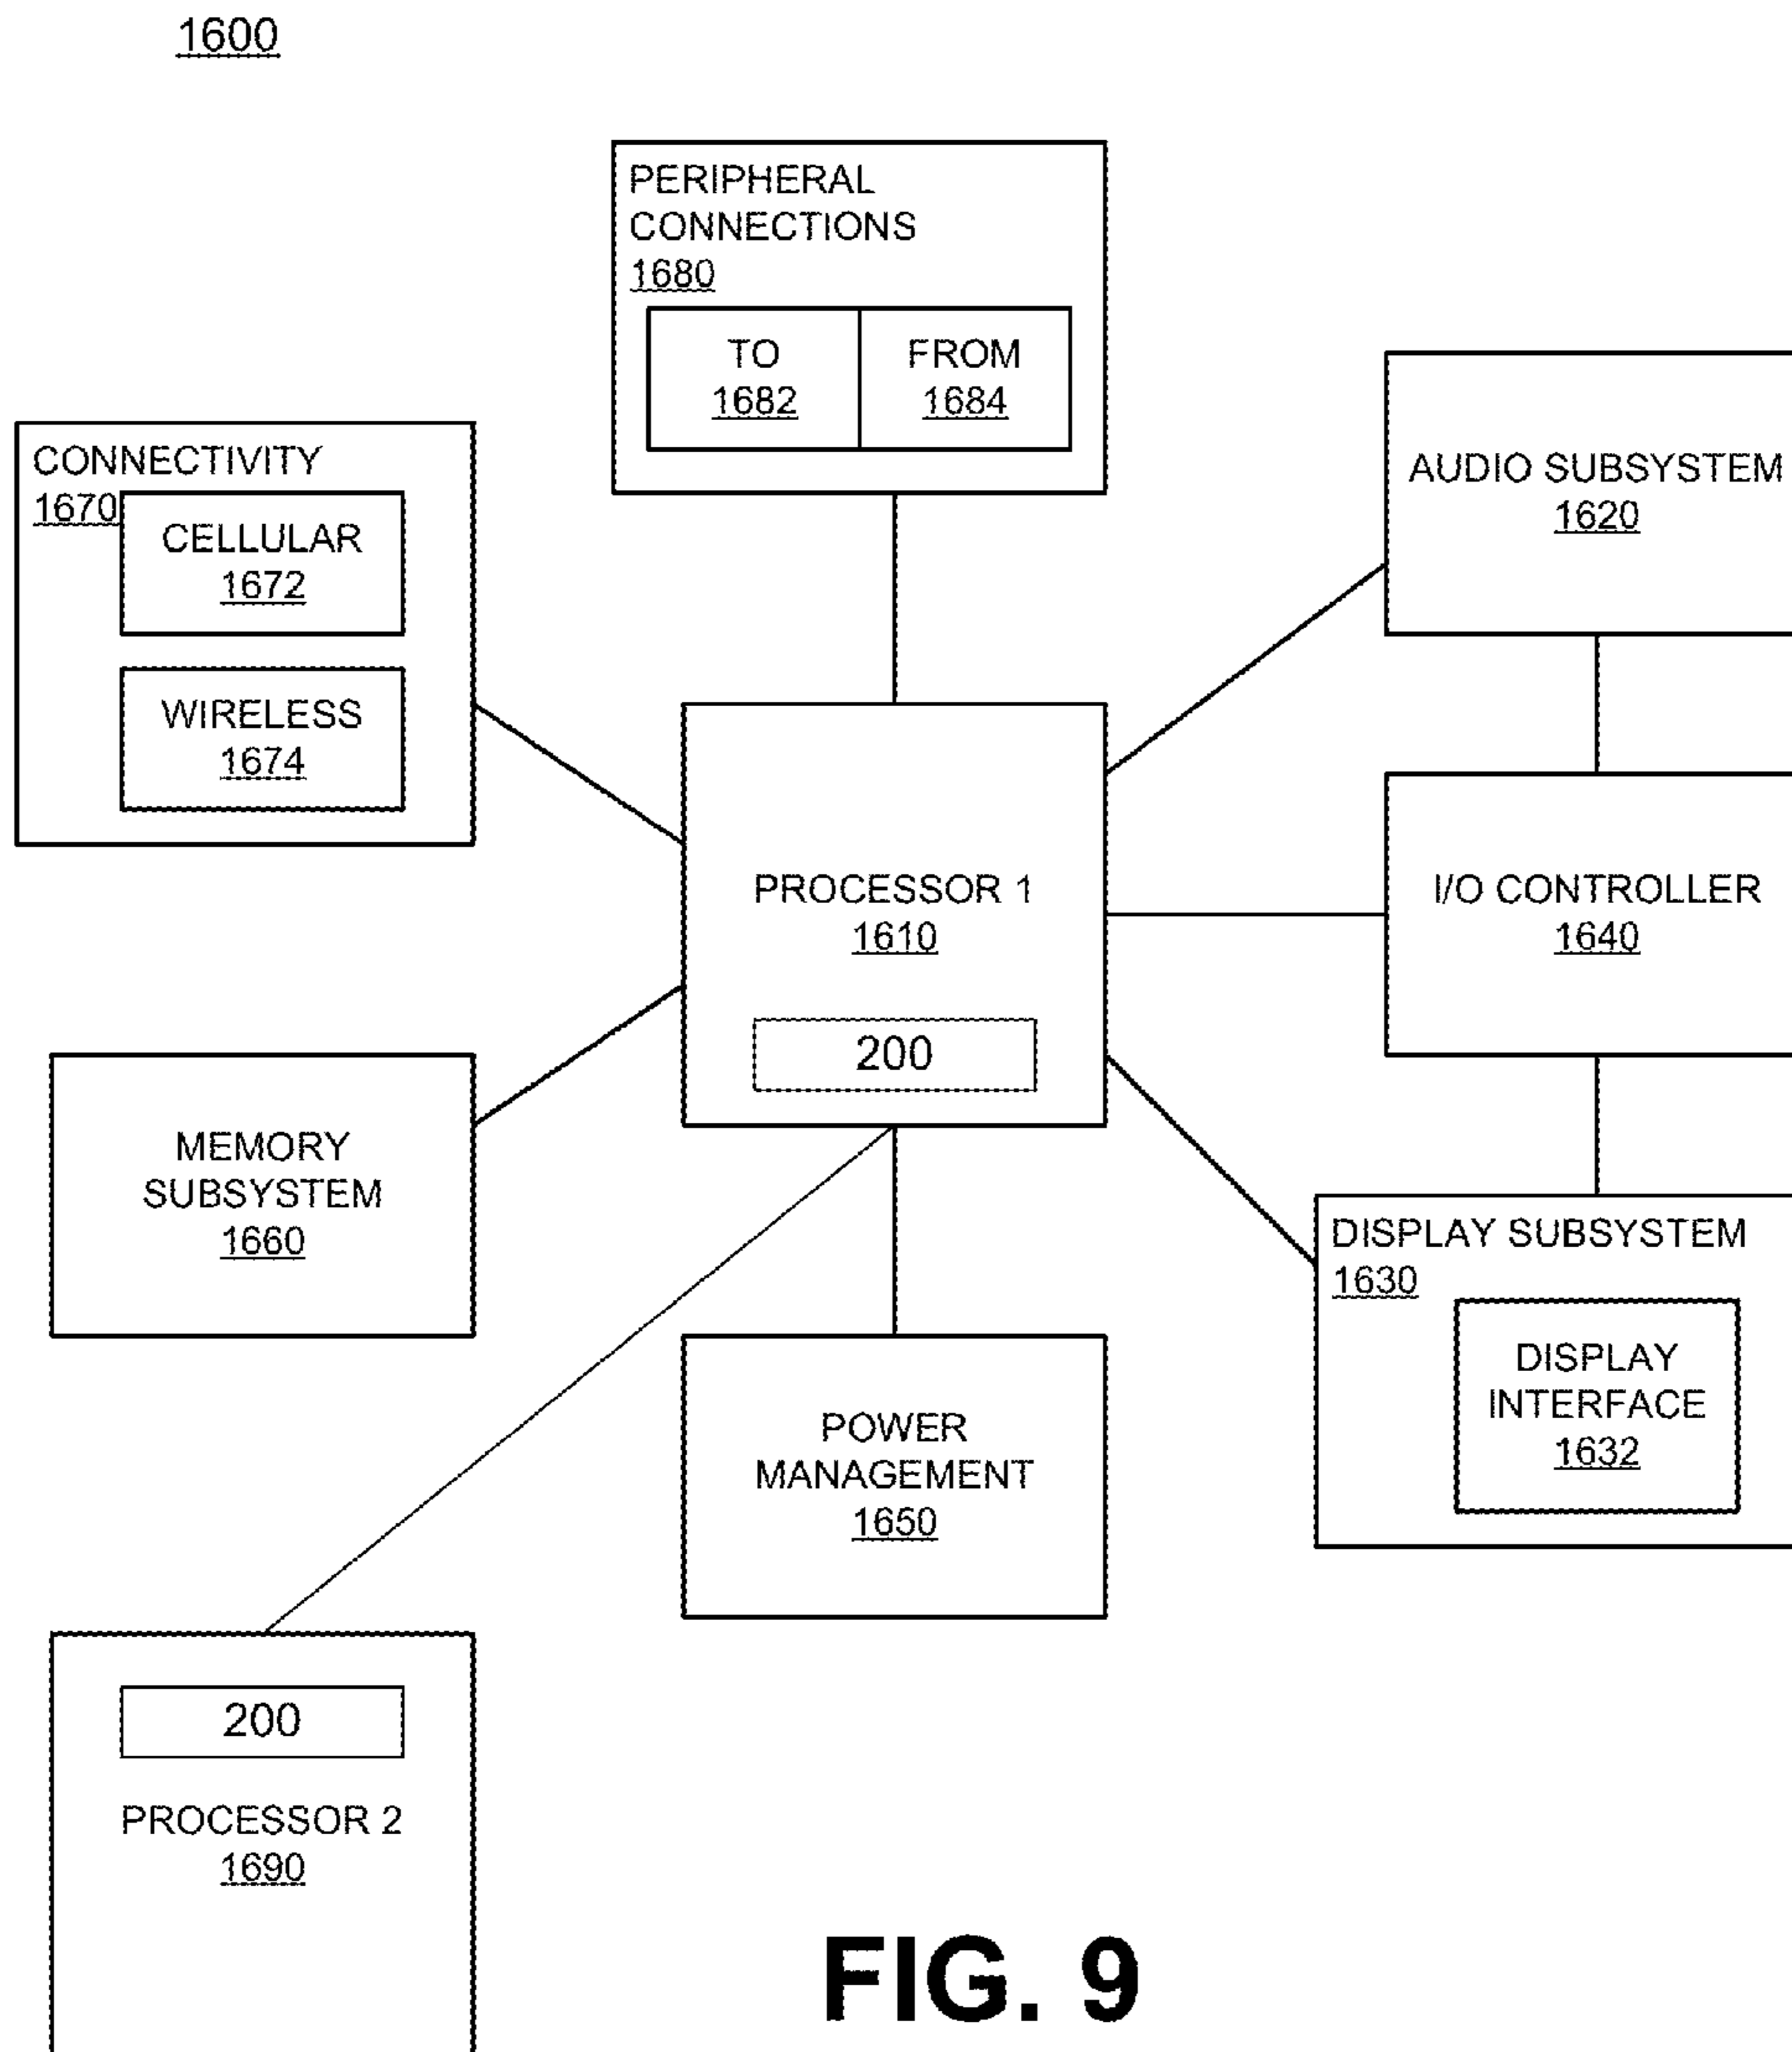 1600
PERIPHERAL
CONNECTIONS
1680
TO
1682
FROM
1684
CONNECTIVITY
1670
CELLULAR
1672
WIRELESS
1674
AUDIO SUBSYSTEM
1620
PROCESSOR 1
1610
200
I/O CONTROLLER
1640
MEMORY
SUBSYSTEM
1660
DISPLAY SUBSYSTEM
1630
DISPLAY
INTERFACE
1632
POWER
MANAGEMENT
1650
200
PROCESSOR 2
1690
FIG. 9